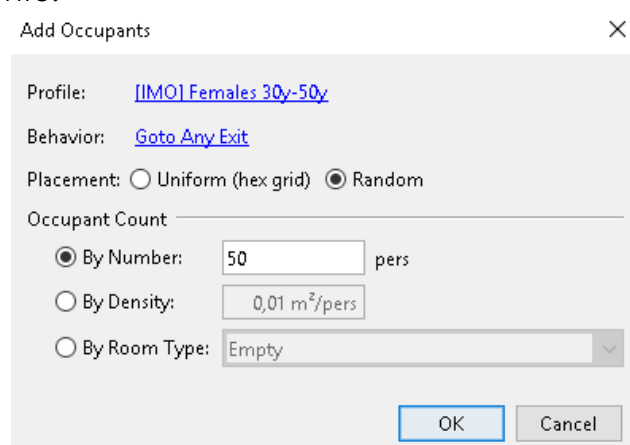 Add Occupants
Profile: [IMO] Females 30y-50y
Behavior: Goto Any Exit
Placement: Uniform (hex grid) Random
Occupant Count
By Number: 50 pers
By Density: 0,01 m²/pers
By Room Type: Empty
OK Cancel